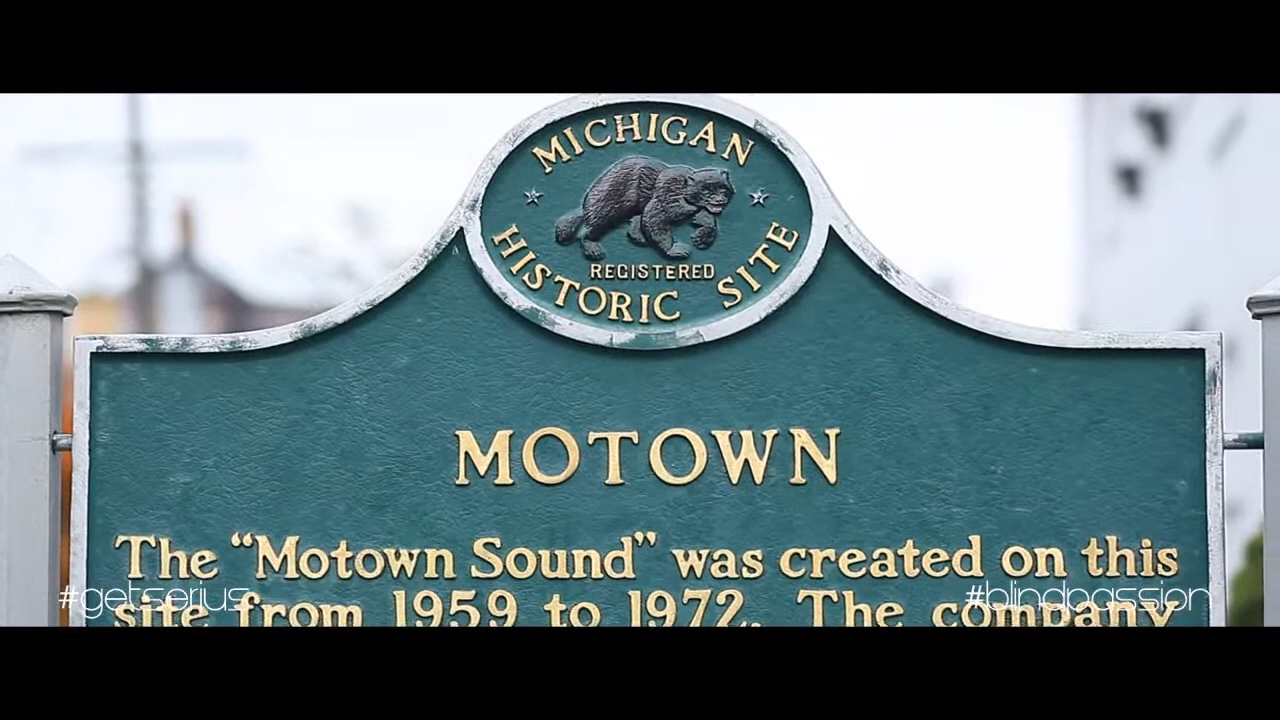 MICHIGAN
REGISTERED
HISTORIC SITE
MOTOWN
The “Motown Sound” was created on this
site from 1959 to 1972. The company
#getserius
#blindpassion